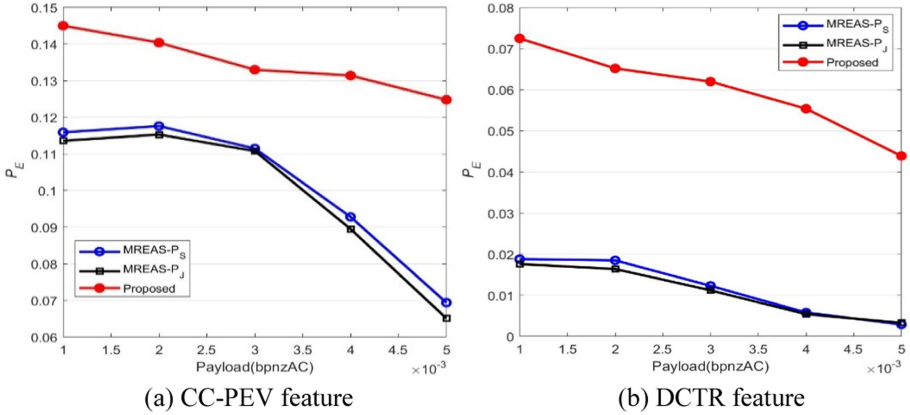 0.15
0.14
0.13
0.12
0.11
0.1
0.09
0.08
0.07
0.06
P_E
MREAS-P_S
MREAS-P_J
Proposed
1 1.5 2 2.5 3 3.5 4 4.5 5
Payload(bpnzAC)
×10⁻³
(a) CC-PEV feature
0.08
0.07
0.06
0.05
0.04
0.03
0.02
0.01
0
P_E
MREAS-P_S
MREAS-P_J
Proposed
1 1.5 2 2.5 3 3.5 4 4.5 5
Payload(bpnzAC)
×10⁻³
(b) DCTR feature